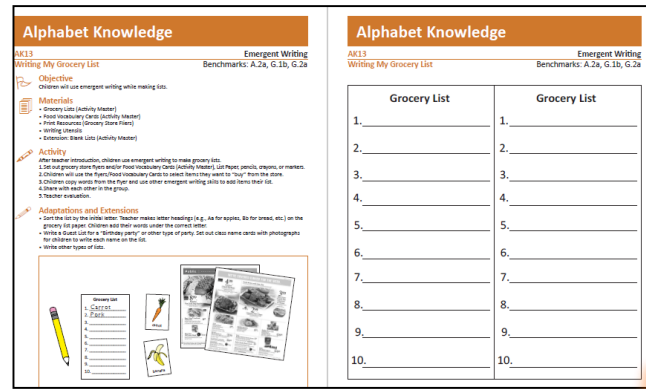 Alphabet Knowledge
AK13
Emergent Writing
Writing My Grocery List
Benchmarks: A.2a, G.1b, G.2a
Objective
Children will use emergent writing while making lists.
Materials
• Grocery Lists (Activity Master)
• Food Vocabulary Cards (Activity Master)
• Print Resources (Grocery Store Fliers)
• Writing Utensils
• Extension: Blank Lists (Activity Master)
Activity
After teacher introduction, children use emergent writing to make grocery lists.
1.Set out grocery store flyers and/or Food Vocabulary Cards (Activity Master), List Paper, pencils, crayons, or markers.
2.Children will use the flyers/Food Vocabulary Cards to select items they want to "buy" from the store.
3.Children copy words from the flyer and use other emergent writing skills to add items their list.
4.Share with each other in the group.
5.Teacher evaluation.
Adaptations and Extensions
• Sort the list by the initial letter. Teacher makes letter headings (e.g., Aa for apples, Bb for bread, etc.) on the
grocery list paper. Children add their words under the correct letter.
• Write a Guest List for a "Birthday party" or other type of party. Set out class name cards with photographs
for children to write each name on the list.
• Write other types of lists.
Grocery List
1. Carrot
2. Pork
3.
4.
5.
6.
7.
8.
9.
10.
Alphabet Knowledge
AK13
Emergent Writing
Writing My Grocery List
Benchmarks: A.2a, G.1b, G.2a
Grocery List
1.
2.
3.
4.
5.
6.
7.
8.
9.
10.
Grocery List
1.
2.
3.
4.
5.
6.
7.
8.
9.
10.